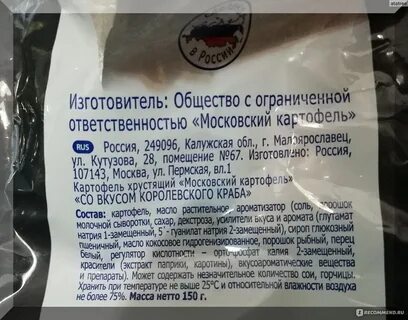 ataleea
В РОССИИ
Изготовитель: Общество с ограниченной
ответственностью «Московский картофель»
RUS Россия, 249096, Калужская обл., г. Малоярославец,
ул. Кутузова, 28, помещение №67. Изготовлено: Россия,
107143, Москва, ул. Пермская, вл.1
Картофель хрустящий «Московский картофель»
«СО ВКУСОМ КОРОЛЕВСКОГО КРАБА»
Состав: картофель, масло растительное, ароматизатор (соль, порошок
молочной сыворотки, сахар, декстроза, усилители вкуса и аромата (глутамат
натрия 1-замещенный, 5'- гуанилат натрия 2-замещенный), сироп глюкозный
пшеничный, масло кокосовое гидрогенизированное, порошок рыбный, перец
белый, регулятор кислотности – ортофосфат калия 2-замещенный,
красители (экстракт паприки, каротины), вкусоароматические вещества
и препараты). Может содержать незначительное количество сои, горчицы.
Хранить при температуре не выше 25°С и относительной влажности воздуха
не более 75%. Масса нетто 150 г.
IRECOMMEND.RU